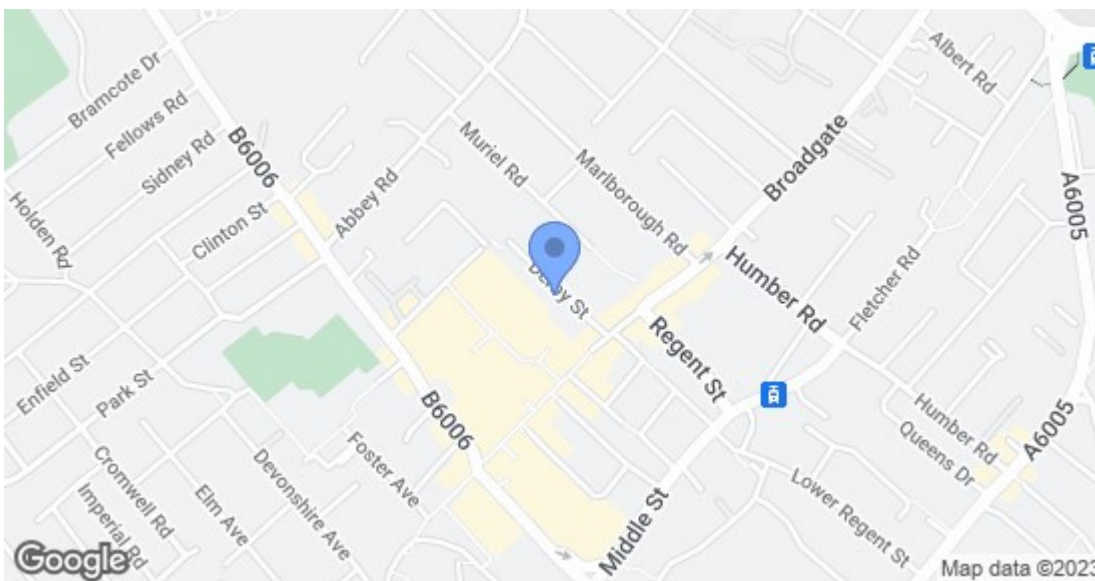 Albert Rd
Bramcote Dr
Fellows Rd
B6006
Sidney Rd
Muriel Rd
Marlborough Rd
Broadgate
A6005
Holden Rd
Clinton St
Abbey Rd
Humber Rd
Fletcher Rd
St
Regent St
Enfield St
Park St
B6006
Humber Rd
Queens Dr
A6005
Foster Ave
Devonshire Ave
Cromwell Rd
Elm Ave
Imperial Rd
Middle St
Lower Regent St
Google
Map data ©2023